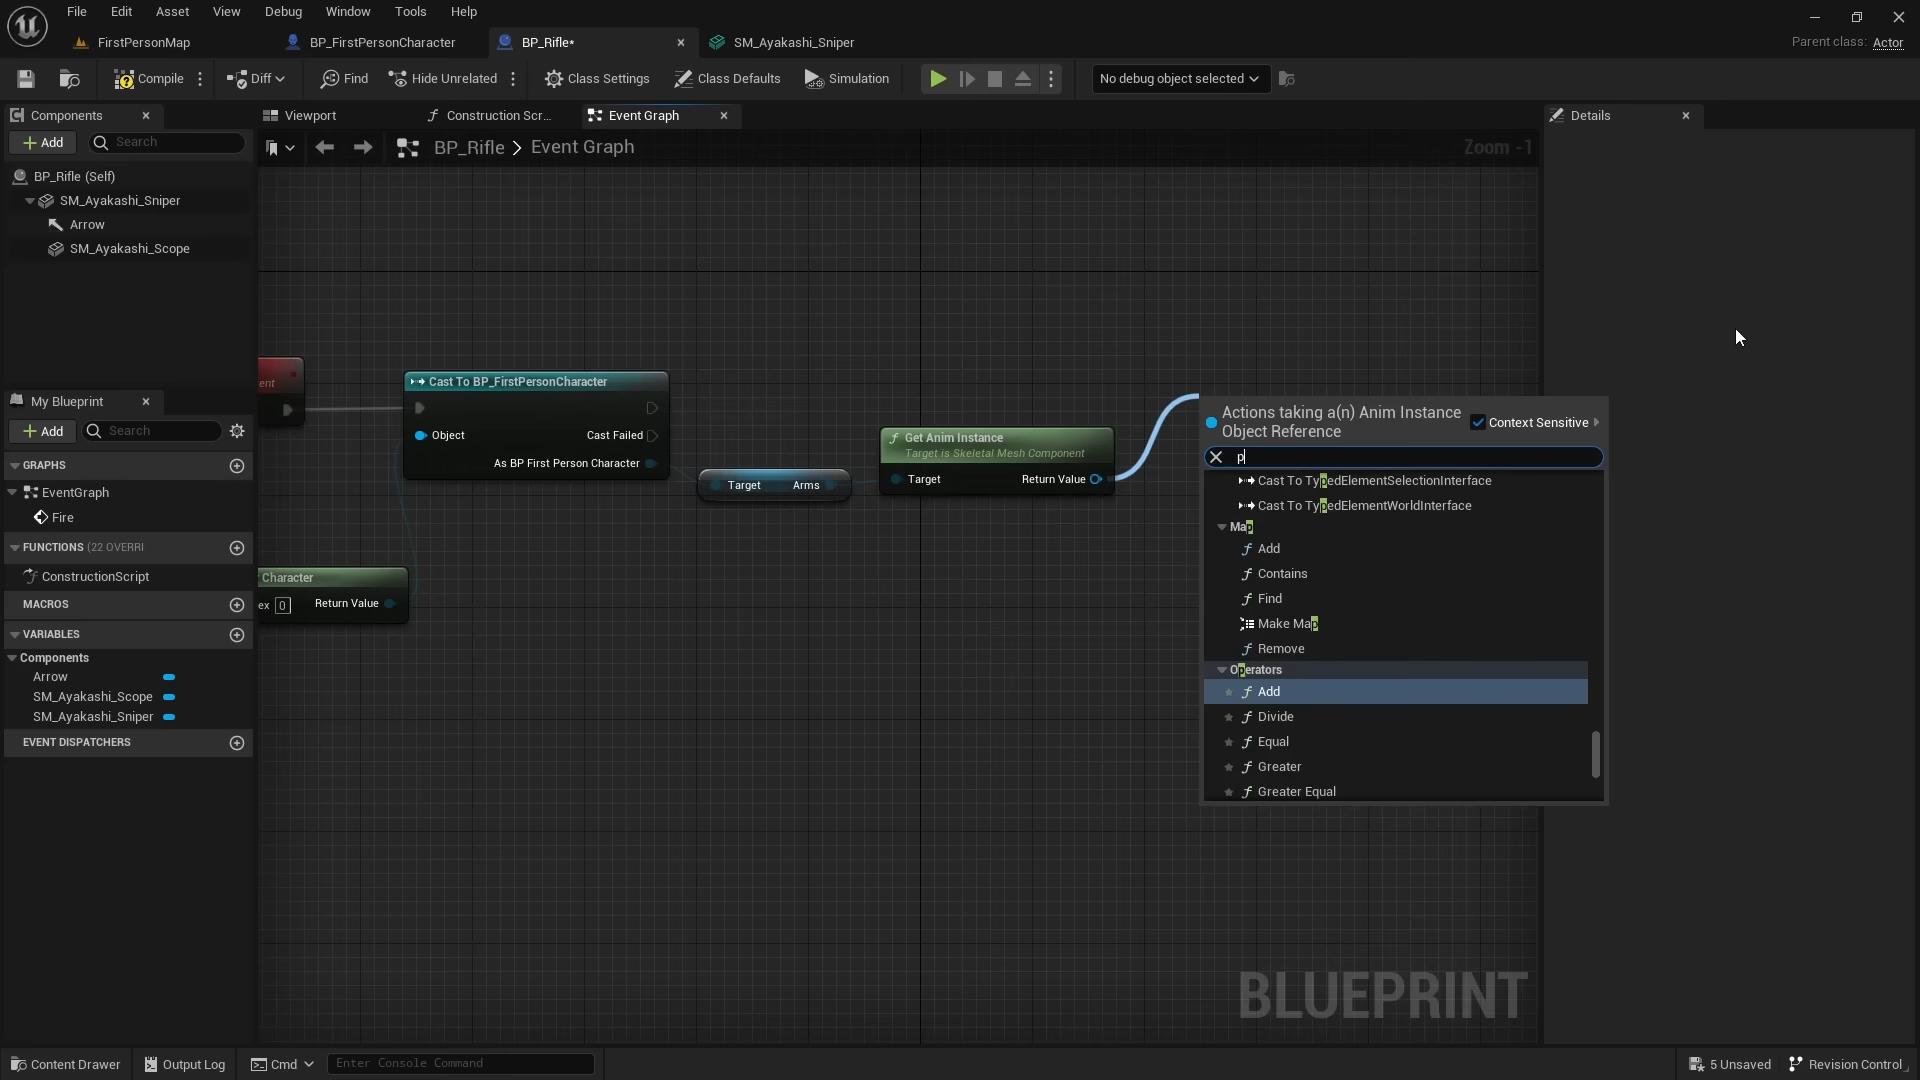 File Edit Asset View Debug Window Tools Help
FirstPersonMap BP_FirstPersonCharacter BP_Rifle* SM_Ayakashi_Sniper
Parent class: Actor
Compile Diff Find Hide Unrelated Class Settings Class Defaults Simulation No debug object selected
Components Viewport Construction Scr... Event Graph Details
Add Search
BP_Rifle > Event Graph
Zoom -1
BP_Rifle (Self)
SM_Ayakashi_Sniper
Arrow
SM_Ayakashi_Scope
My Blueprint
Add Search
GRAPHS
EventGraph
Fire
FUNCTIONS (22 OVERRI
ConstructionScript
MACROS
VARIABLES
Components
Arrow
SM_Ayakashi_Scope
SM_Ayakashi_Sniper
EVENT DISPATCHERS
ent
Cast To BP_FirstPersonCharacter
Object Cast Failed
As BP First Person Character
Character
ex 0 Return Value
Target Arms
Get Anim Instance
Target is Skeletal Mesh Component
Target Return Value
Actions taking a(n) Anim Instance
Object Reference
Context Sensitive
p
Cast To TypedElementSelectionInterface
Cast To TypedElementWorldInterface
Map
Add
Contains
Find
Make Map
Remove
Operators
Add
Divide
Equal
Greater
Greater Equal
BLUEPRINT
Content Drawer Output Log Cmd Enter Console Command 5 Unsaved Revision Control